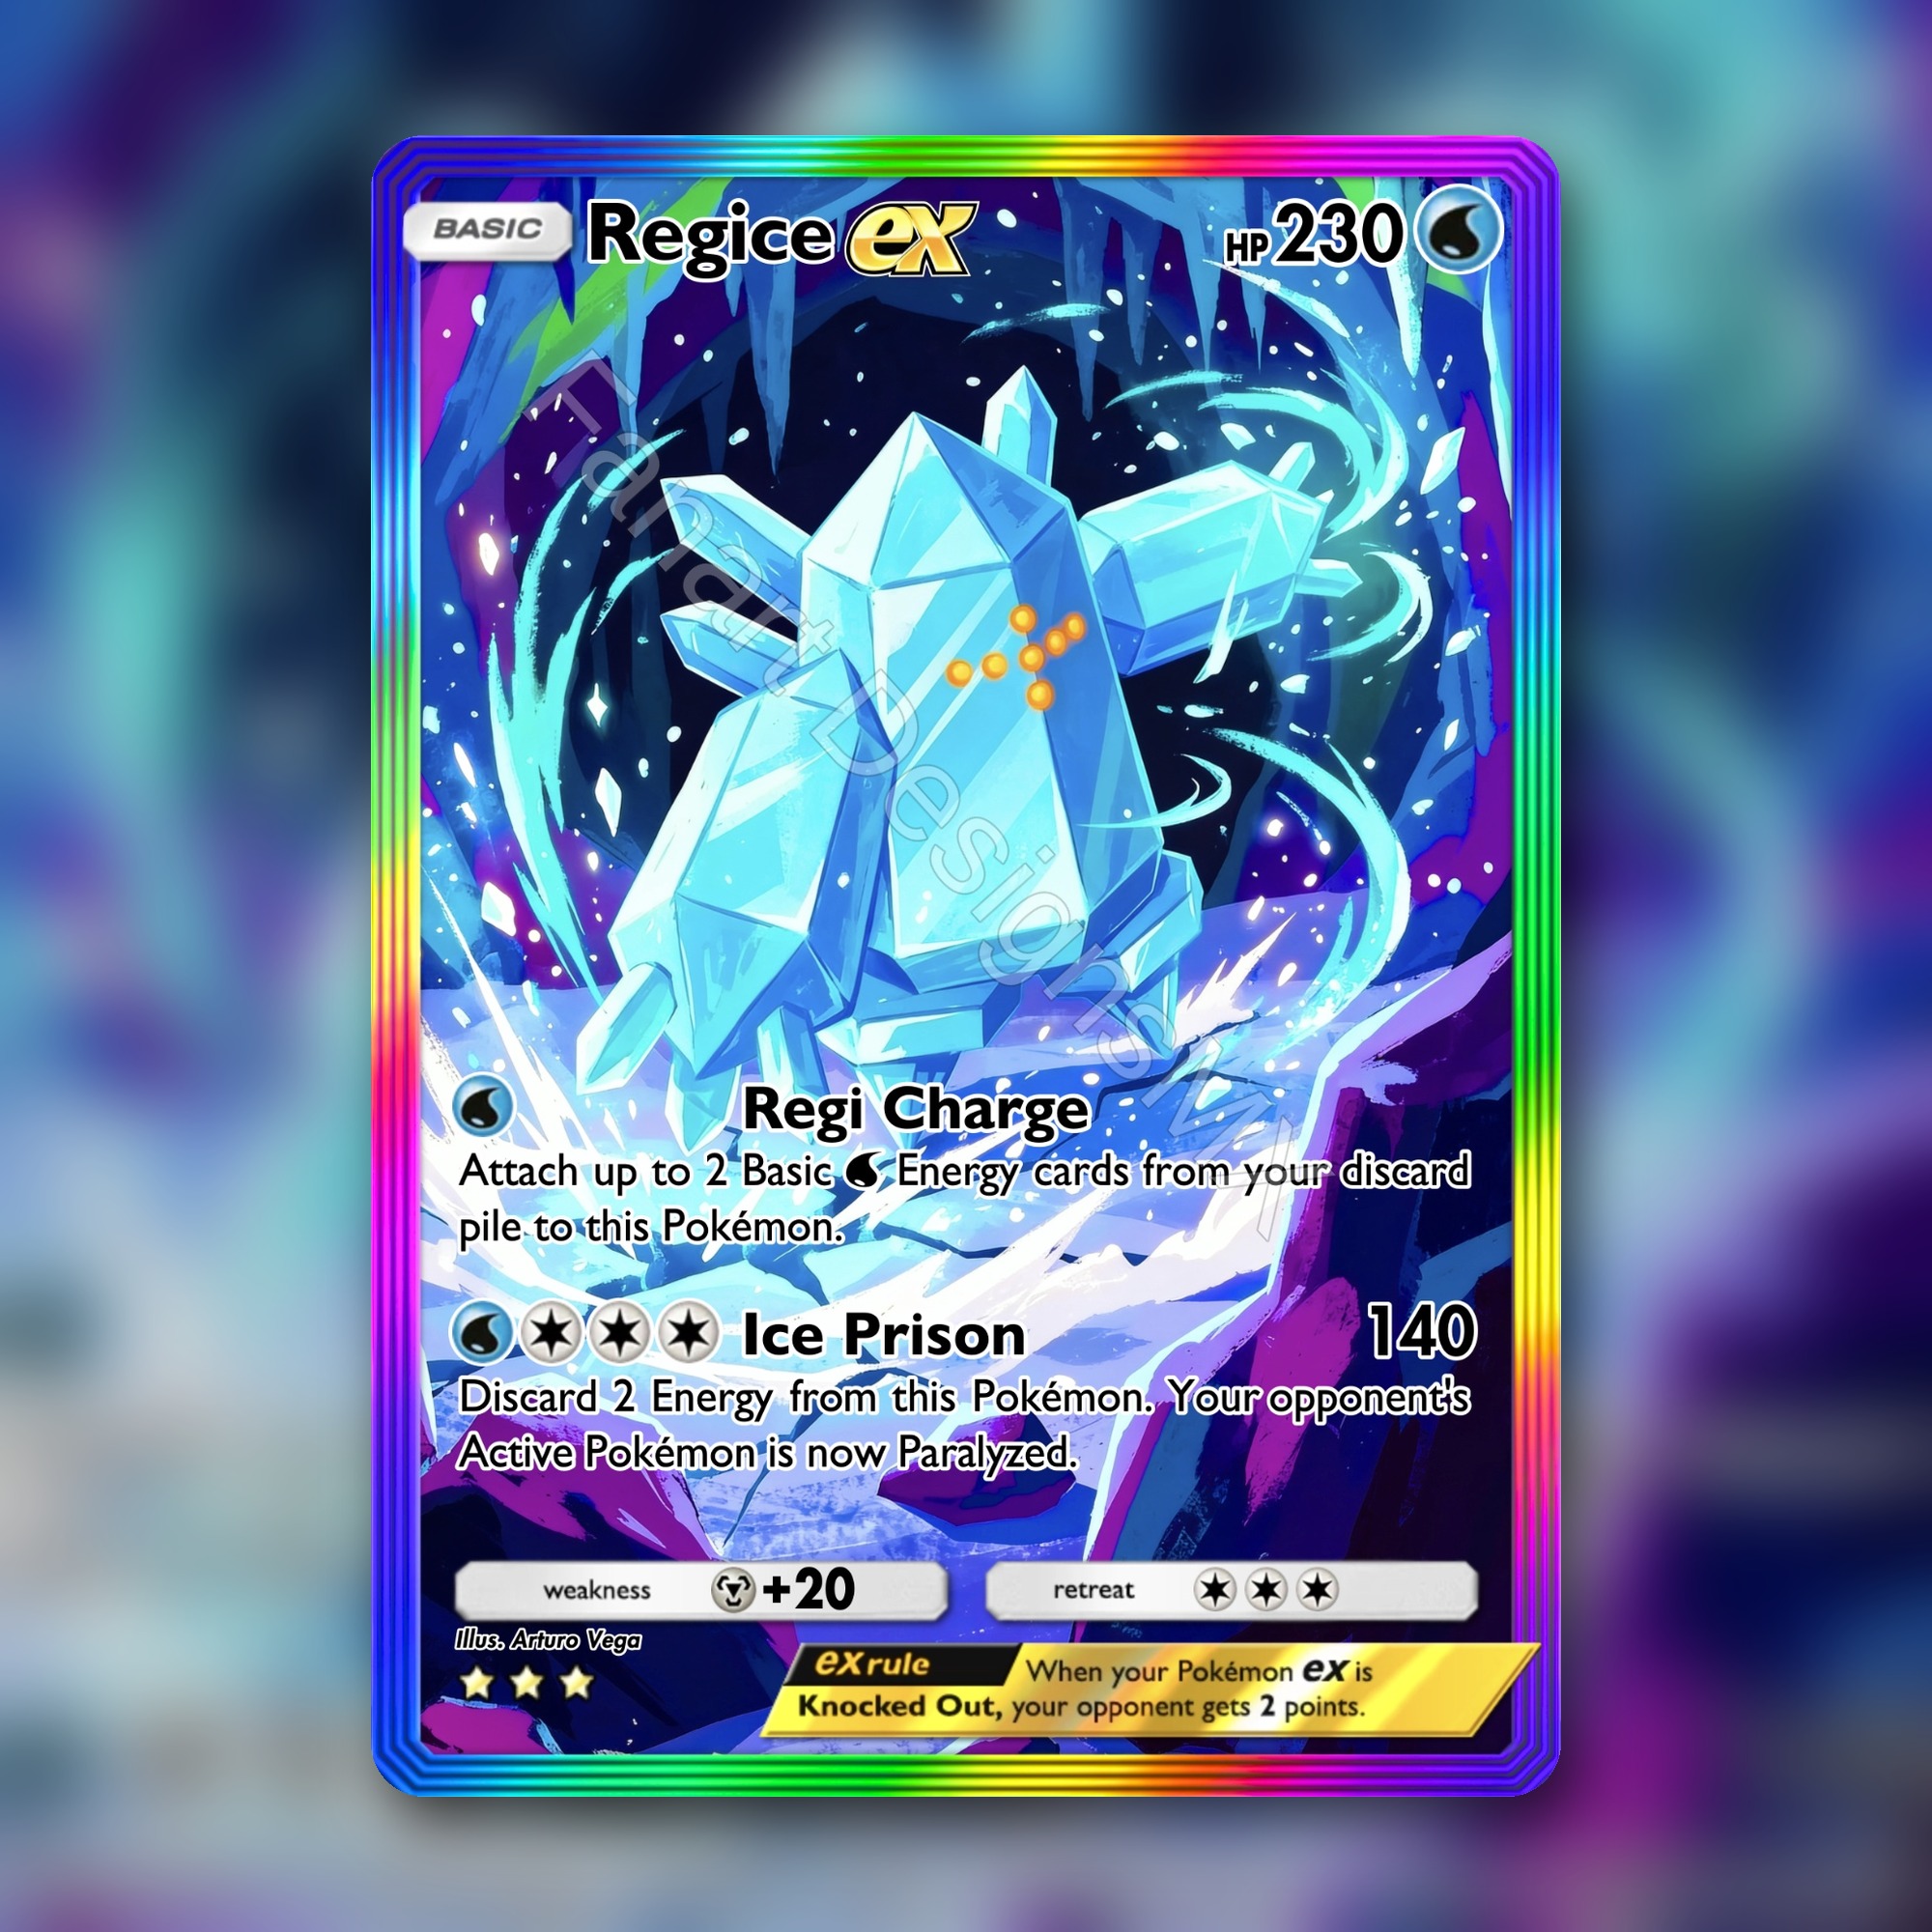 BASIC Regice ex HP 230
Regi Charge
Attach up to 2 Basic Energy cards from your discard
pile to this Pokémon.
Ice Prison 140
Discard 2 Energy from this Pokémon. Your opponent's
Active Pokémon is now Paralyzed.
weakness +20 retreat
Illus. Arturo Vega
ex rule When your Pokémon ex is
Knocked Out, your opponent gets 2 points.
Fanart DesignsMX